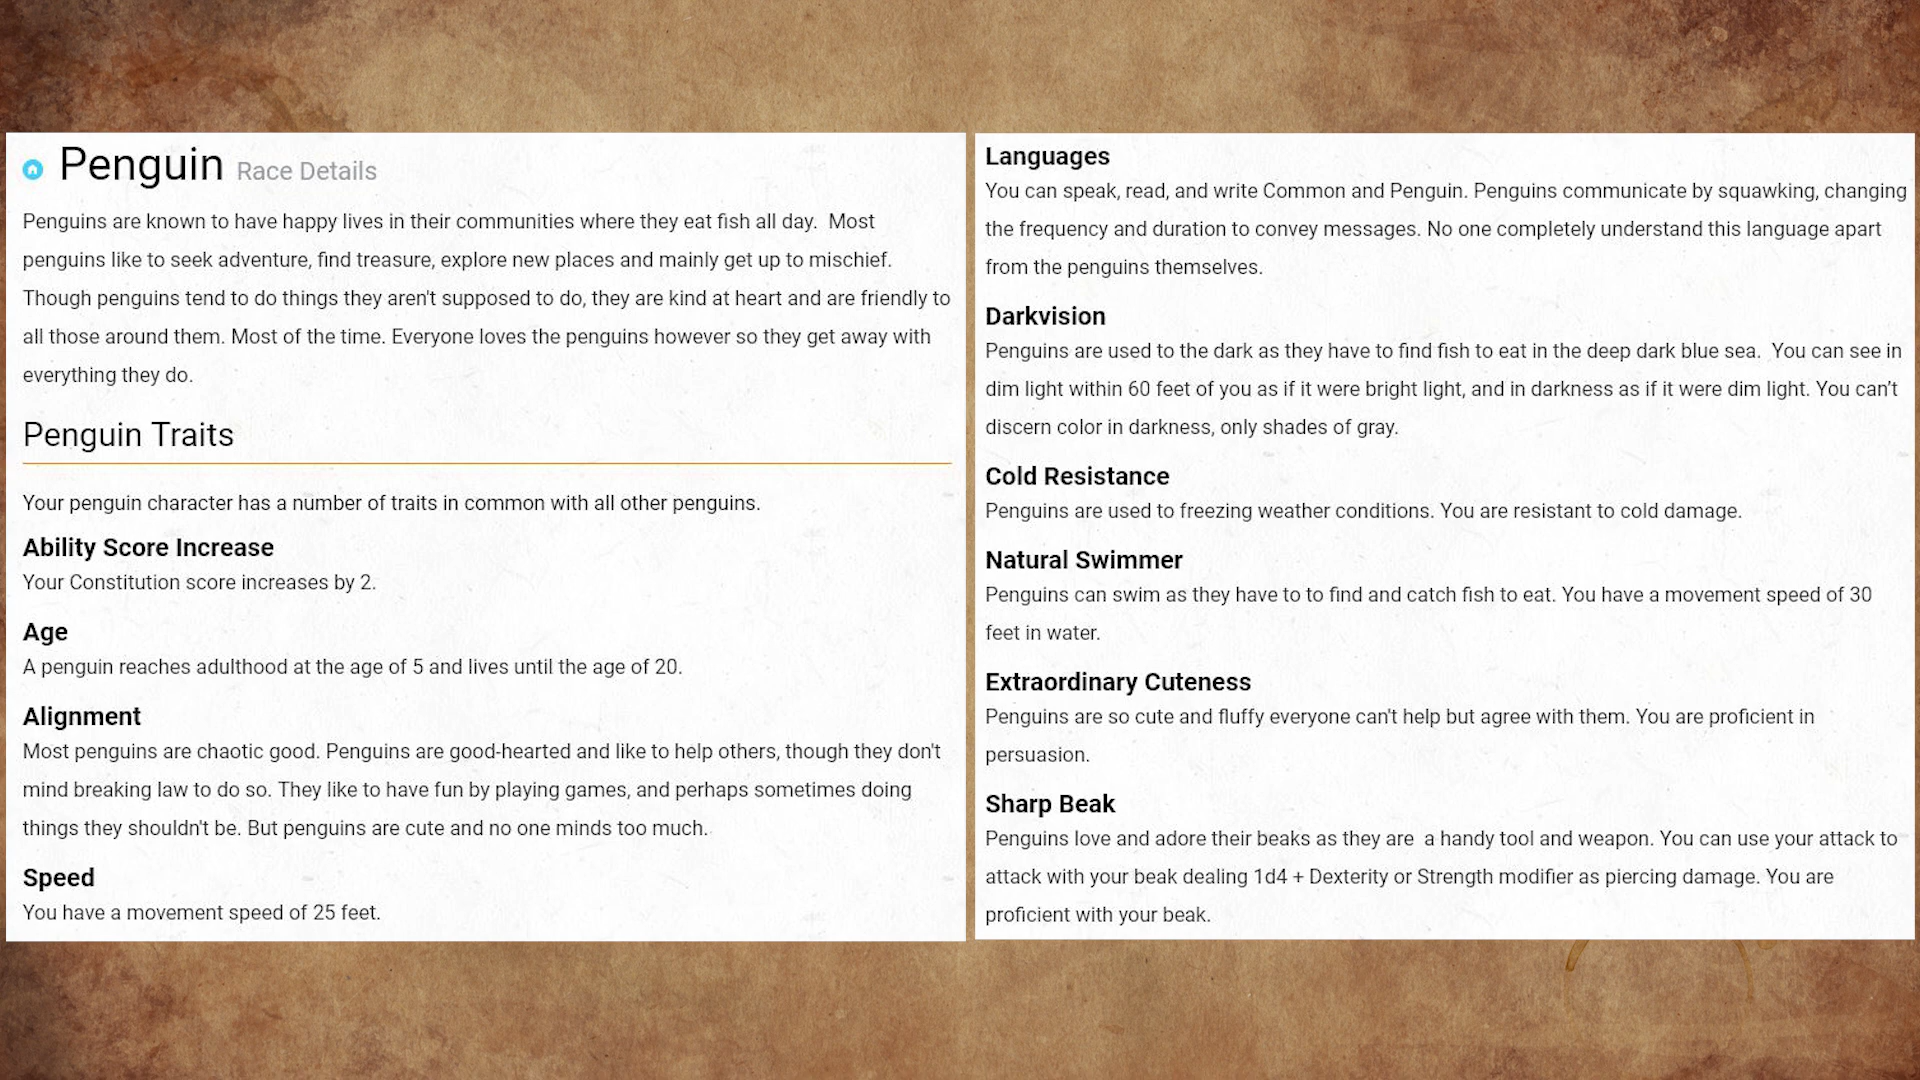 Penguin Race Details
Penguins are known to have happy lives in their communities where they eat fish all day.  Most
penguins like to seek adventure, find treasure, explore new places and mainly get up to mischief.
Though penguins tend to do things they aren't supposed to do, they are kind at heart and are friendly to
all those around them. Most of the time. Everyone loves the penguins however so they get away with
everything they do.
Penguin Traits
Your penguin character has a number of traits in common with all other penguins.
Ability Score Increase
Your Constitution score increases by 2.
Age
A penguin reaches adulthood at the age of 5 and lives until the age of 20.
Alignment
Most penguins are chaotic good. Penguins are good-hearted and like to help others, though they don't
mind breaking law to do so. They like to have fun by playing games, and perhaps sometimes doing
things they shouldn't be. But penguins are cute and no one minds too much.
Speed
You have a movement speed of 25 feet.
Languages
You can speak, read, and write Common and Penguin. Penguins communicate by squawking, changing
the frequency and duration to convey messages. No one completely understand this language apart
from the penguins themselves.
Darkvision
Penguins are used to the dark as they have to find fish to eat in the deep dark blue sea.  You can see in
dim light within 60 feet of you as if it were bright light, and in darkness as if it were dim light. You can’t
discern color in darkness, only shades of gray.
Cold Resistance
Penguins are used to freezing weather conditions. You are resistant to cold damage.
Natural Swimmer
Penguins can swim as they have to to find and catch fish to eat. You have a movement speed of 30
feet in water.
Extraordinary Cuteness
Penguins are so cute and fluffy everyone can't help but agree with them. You are proficient in
persuasion.
Sharp Beak
Penguins love and adore their beaks as they are  a handy tool and weapon. You can use your attack to
attack with your beak dealing 1d4 + Dexterity or Strength modifier as piercing damage. You are
proficient with your beak.